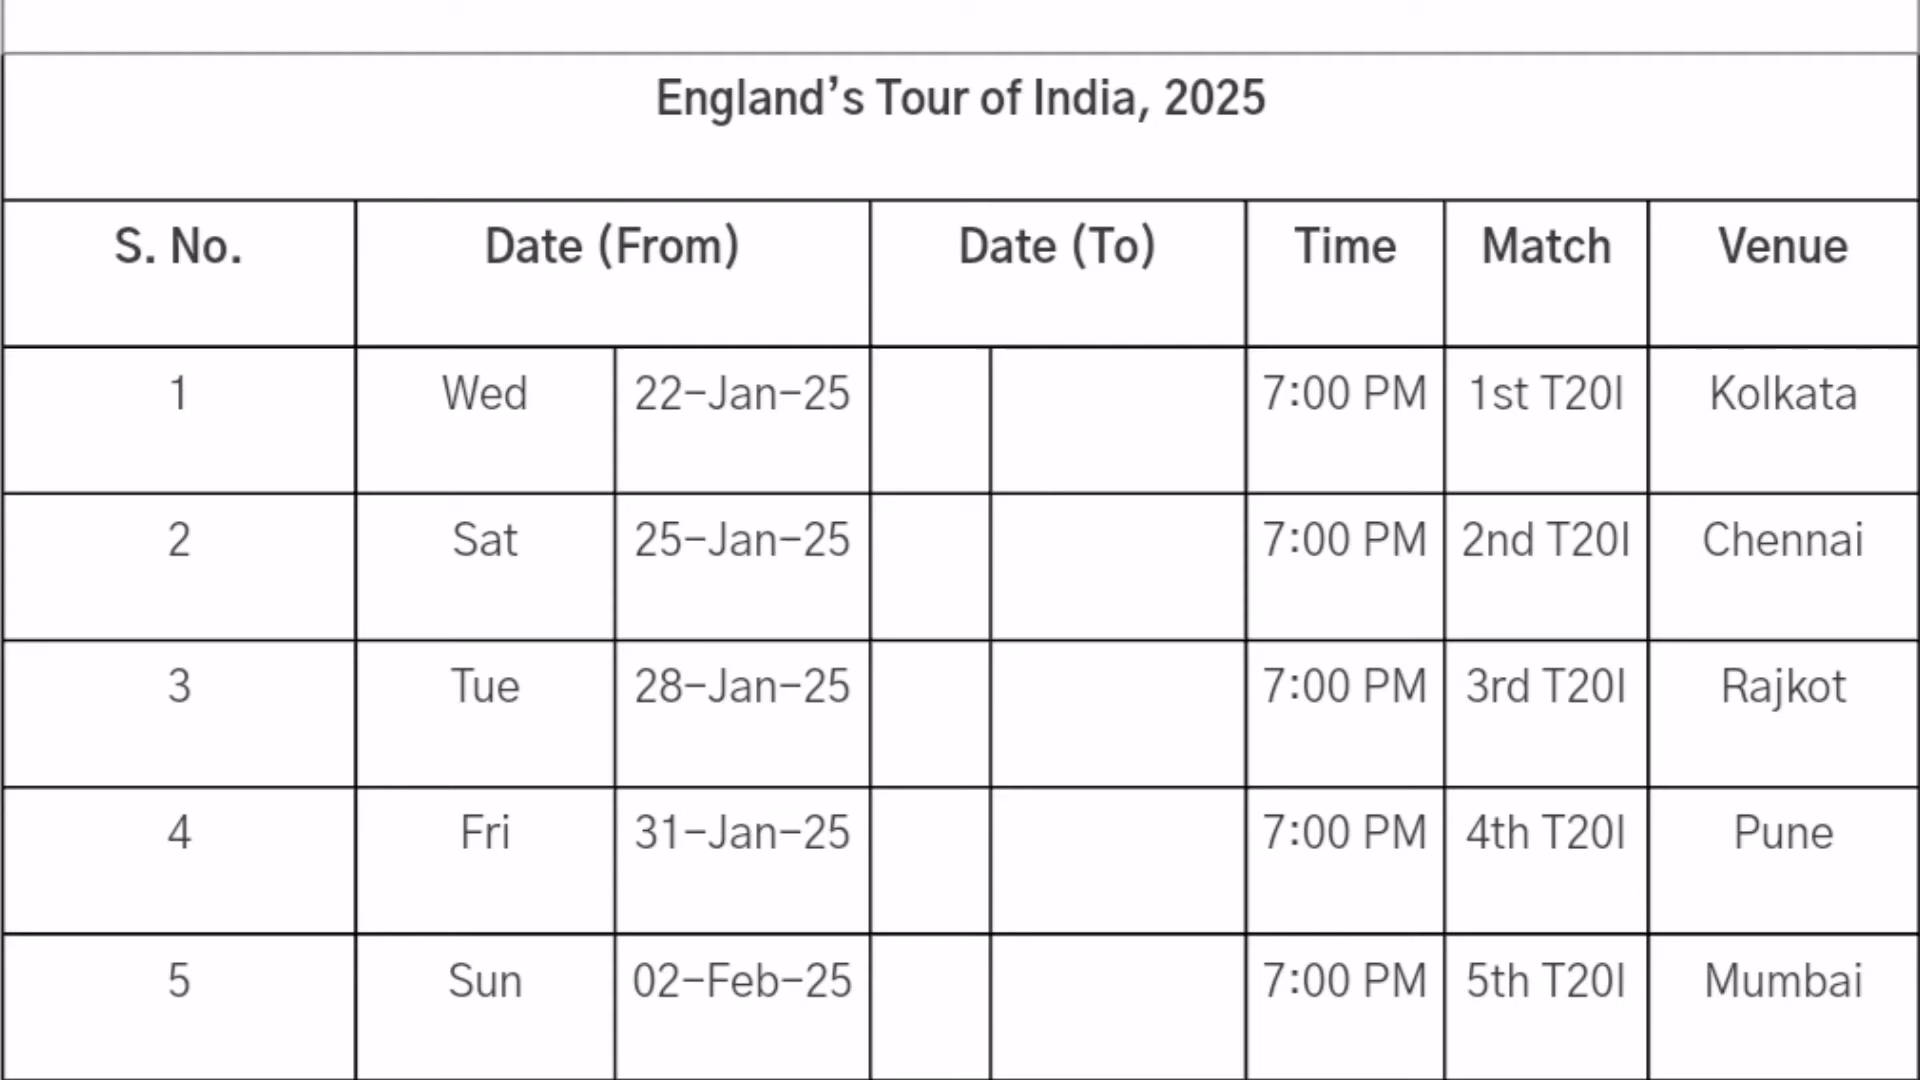 England’s Tour of India, 2025
S. No. Date (From) Date (To) Time Match Venue
1 Wed 22-Jan-25 7:00 PM 1st T20I Kolkata
2 Sat 25-Jan-25 7:00 PM 2nd T20I Chennai
3 Tue 28-Jan-25 7:00 PM 3rd T20I Rajkot
4 Fri 31-Jan-25 7:00 PM 4th T20I Pune
5 Sun 02-Feb-25 7:00 PM 5th T20I Mumbai